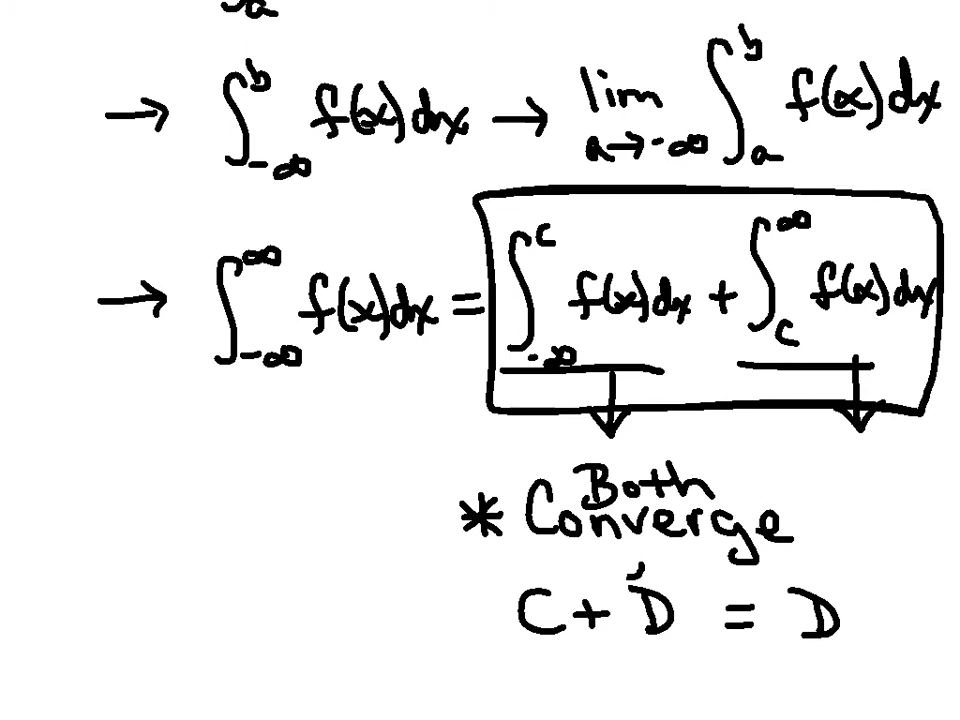 ∫ₐ
→ ∫_{-∞}^{b} f(x)dx → lim_{a→-∞} ∫_{a}^{b} f(x)dx
→ ∫_{-∞}^{∞} f(x)dx = ∫_{-∞}^{c} f(x)dx + ∫_{c}^{∞} f(x)dx
Both
* Converge
C + D = D